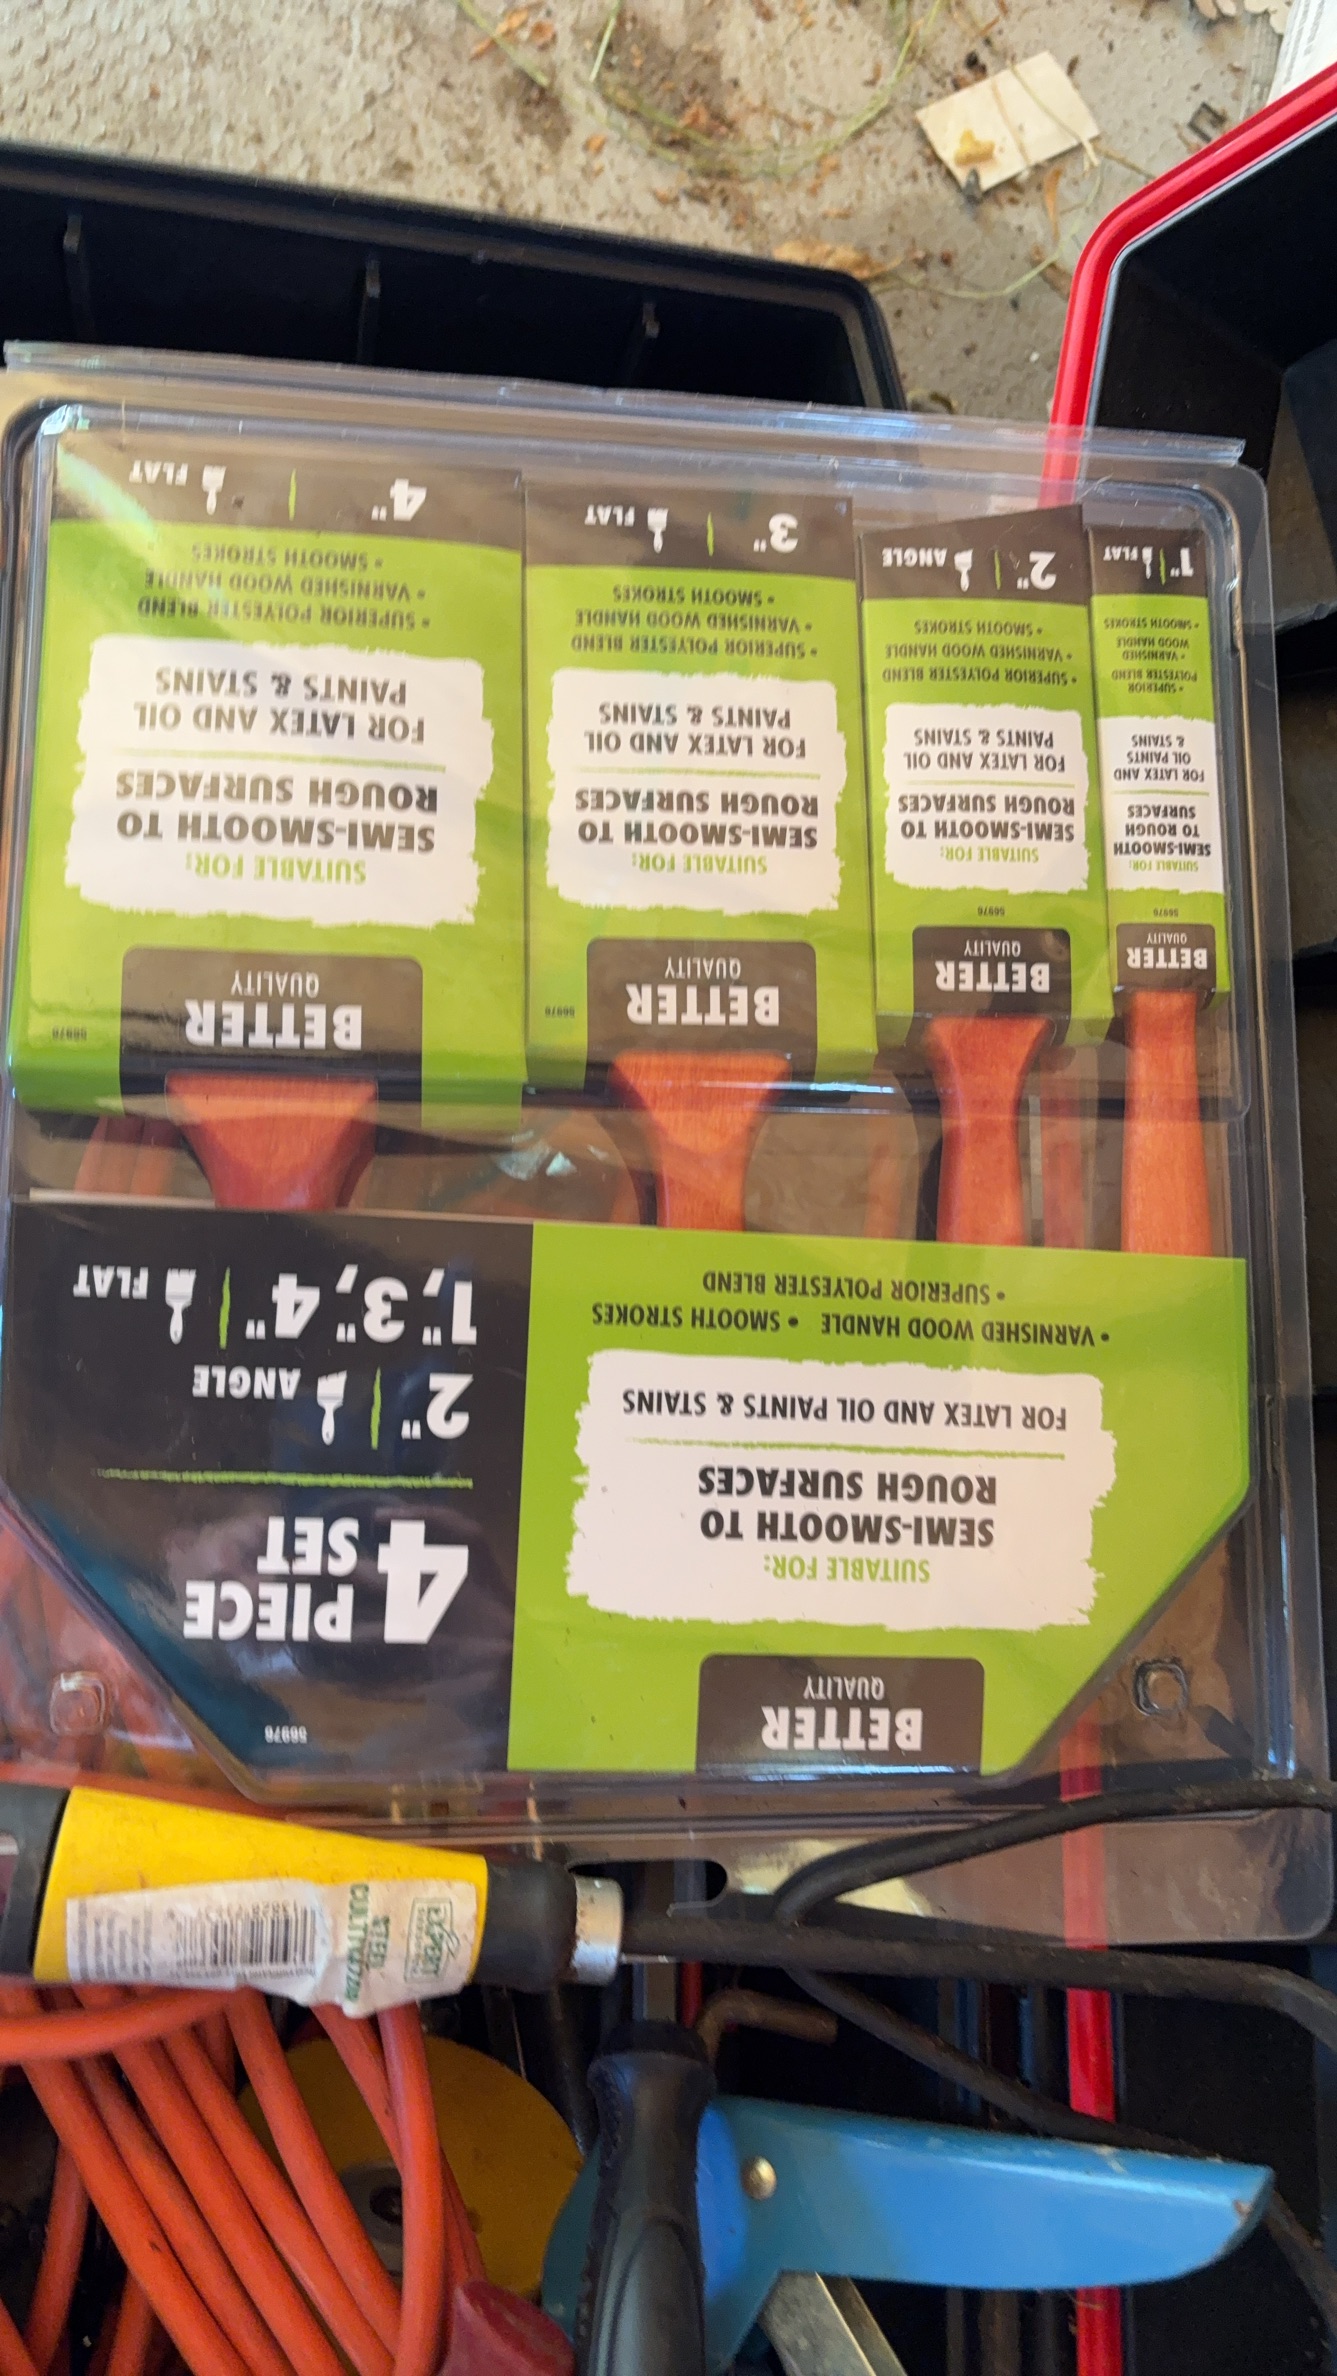 BETTER
QUALITY
SUITABLE FOR:
SEMI-SMOOTH TO
ROUGH SURFACES
FOR LATEX AND OIL PAINTS & STAINS
• VARNISHED WOOD HANDLE • SMOOTH STROKES
• SUPERIOR POLYESTER BLEND
56976
4 PIECE
SET
2" | ANGLE
1", 3", 4" | FLAT
BETTER
QUALITY
56976
SUITABLE FOR:
SEMI-SMOOTH
TO ROUGH
SURFACES
FOR LATEX AND
OIL PAINTS
& STAINS
• SUPERIOR
POLYESTER BLEND
• VARNISHED
WOOD HANDLE
• SMOOTH STROKES
1" | FLAT
BETTER
QUALITY
56976
SUITABLE FOR:
SEMI-SMOOTH TO
ROUGH SURFACES
FOR LATEX AND OIL
PAINTS & STAINS
• SUPERIOR POLYESTER BLEND
• VARNISHED WOOD HANDLE
• SMOOTH STROKES
2" | ANGLE
BETTER
QUALITY
56976
SUITABLE FOR:
SEMI-SMOOTH TO
ROUGH SURFACES
FOR LATEX AND OIL
PAINTS & STAINS
• SUPERIOR POLYESTER BLEND
• VARNISHED WOOD HANDLE
• SMOOTH STROKES
3" | FLAT
BETTER
QUALITY
56976
SUITABLE FOR:
SEMI-SMOOTH TO
ROUGH SURFACES
FOR LATEX AND OIL
PAINTS & STAINS
• SUPERIOR POLYESTER BLEND
• VARNISHED WOOD HANDLE
• SMOOTH STROKES
4" | FLAT
EXPERT